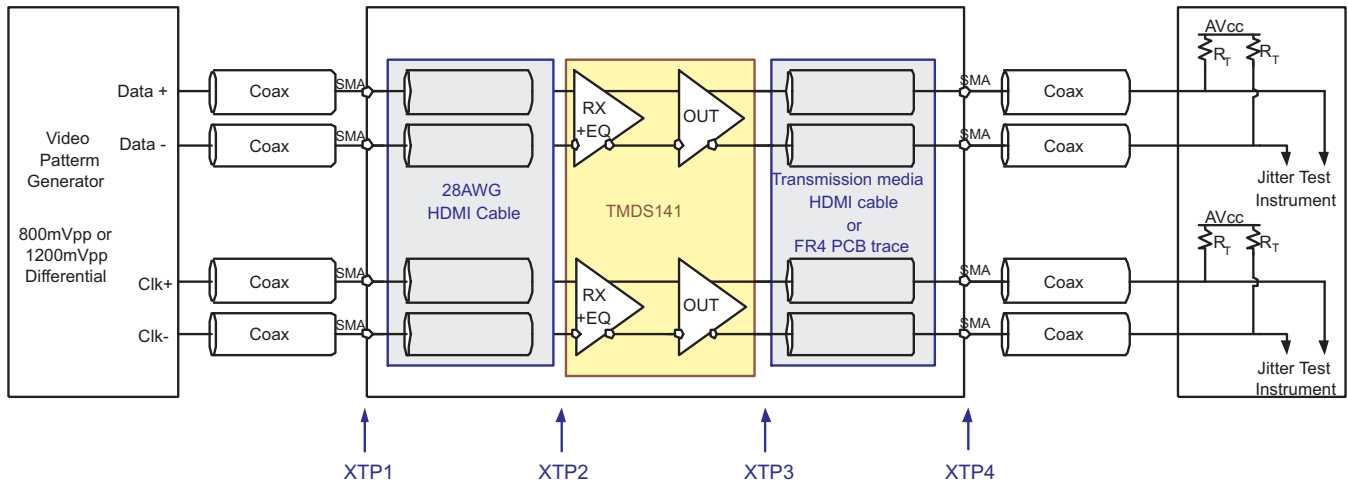 Video
Patterm
Generator
800mVpp or
1200mVpp
Differential
Data +
Data -
Clk+
Clk-
Coax
Coax
Coax
Coax
SMA
SMA
SMA
SMA
28AWG
HDMI Cable
RX
+EQ
OUT
TMDS141
RX
+EQ
OUT
Transmission media
HDMI cable
or
FR4 PCB trace
SMA
SMA
SMA
SMA
Coax
Coax
Coax
Coax
AVcc
RT
RT
Jitter Test
Instrument
AVcc
RT
RT
Jitter Test
Instrument
XTP1
XTP2
XTP3
XTP4